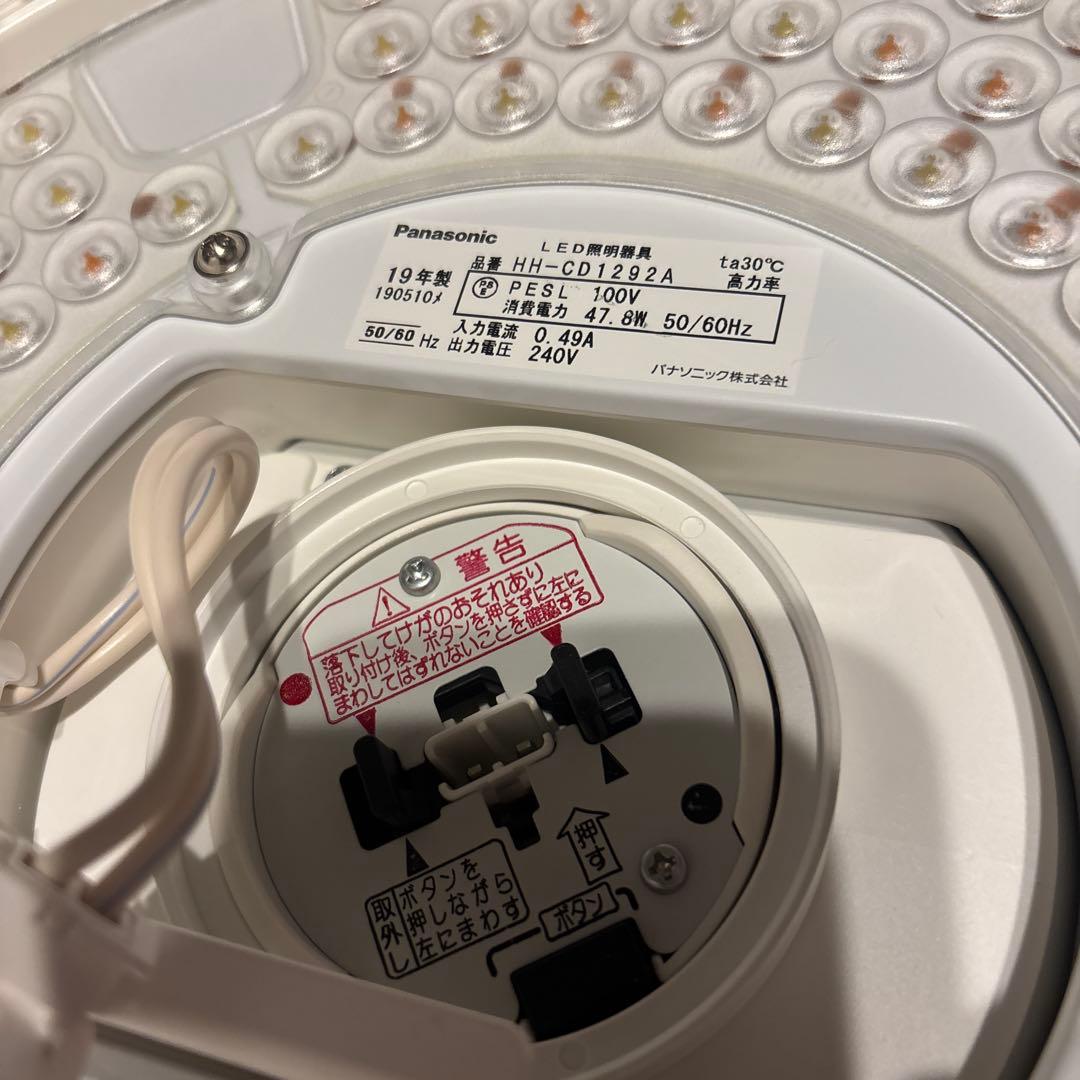 Panasonic
LED照明器具
品番 HH-CD1292A
ta30℃
高力率
19年製
190510メ
PS
E
PESL 100V
消費電力 47.8W 50/60Hz
50/60 Hz
入力電流 0.49A
出力電圧 240V
パナソニック株式会社
警告
落下してけがのおそれあり
取り付け後、ボタンを押さずに左に
まわしてはずれないことを確認する
押す
取外し
ボタンを
押しながら
左にまわす
ボタン